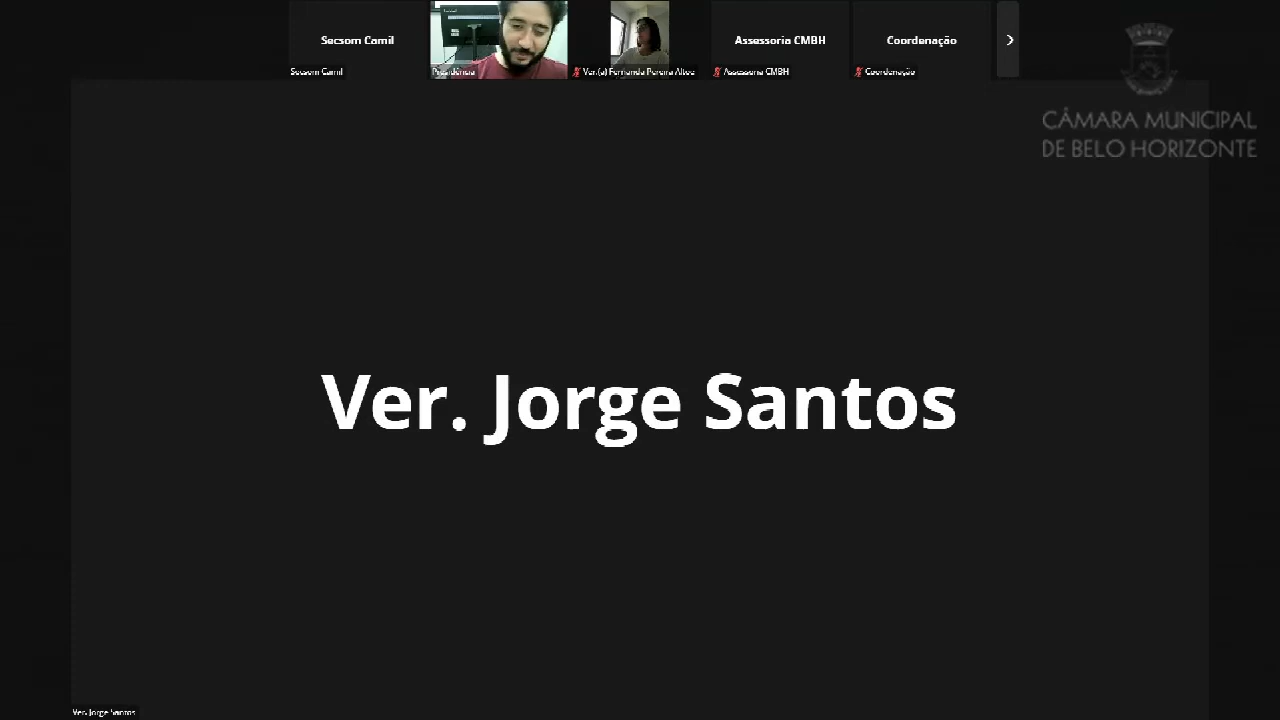 Secsom Camil
Assessoria CMBH
Coordenação
Secsom Camil
Presidência
Ver.(a) Fernanda Pereira Altoe
Assessoria CMBH
Coordenação
CÂMARA MUNICIPAL
DE BELO HORIZONTE
Ver. Jorge Santos
Ver. Jorge Santos